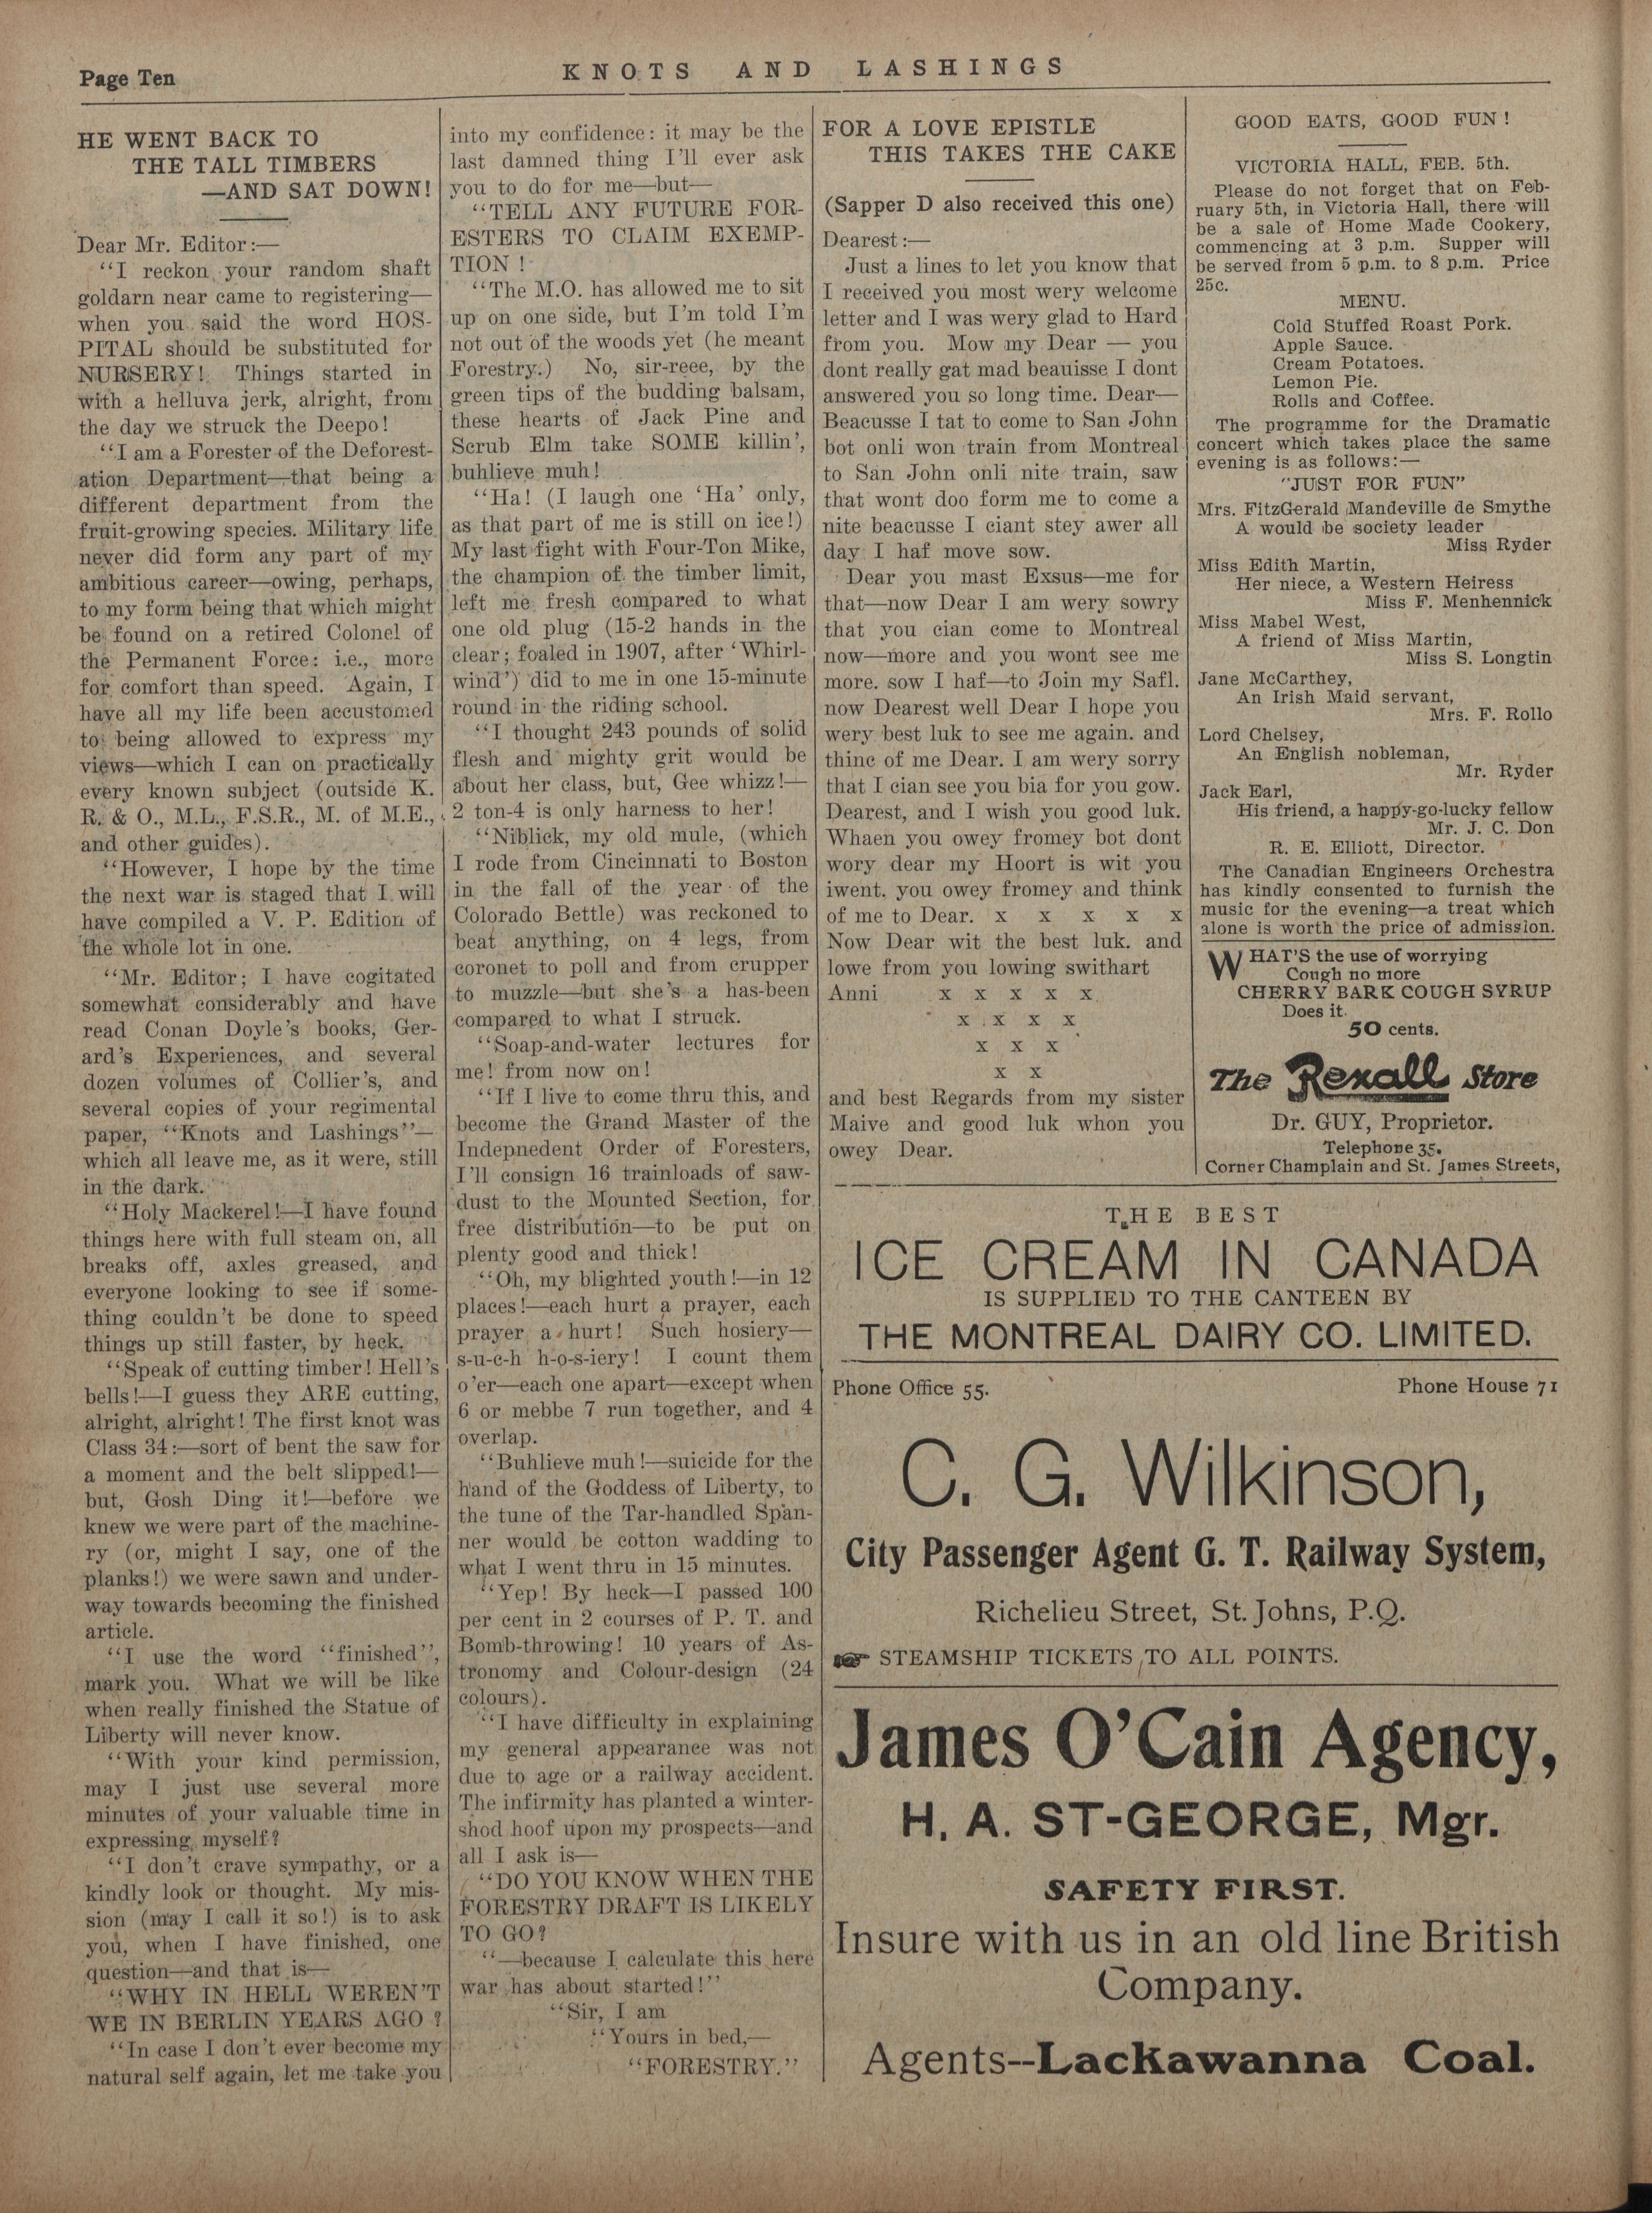 Page Ten
KNOTS AND LASHINGS
HE WENT BACK TO
THE TALL TIMBERS
—AND SAT DOWN!
Dear Mr. Editor:—
"I reckon your random shaft
goldarn near came to registering—
when you said the word HOS-
PITAL should be substituted for
NURSERY! Things started in
with a helluva jerk, alright, from
the day we struck the Deepo!
"I am a Forester of the Deforest-
ation Department—that being a
different department from the
fruit-growing species. Military life
never did form any part of my
ambitious career—owing, perhaps,
to my form being that which might
be found on a retired Colonel of
the Permanent Force: i.e., more
for comfort than speed. Again, I
have all my life been accustomed
to being allowed to express my
views—which I can on practically
every known subject (outside K.
R. & O., M.L., F.S.R., M. of M.E.,
and other guides).
"However, I hope by the time
the next war is staged that I will
have compiled a V. P. Edition of
the whole lot in one.
"Mr. Editor; I have cogitated
somewhat considerably and have
read Conan Doyle's books, Ger-
ard's Experiences, and several
dozen volumes of Collier's, and
several copies of your regimental
paper, "Knots and Lashings"—
which all leave me, as it were, still
in the dark.
"Holy Mackerel!—I have found
things here with full steam on, all
breaks off, axles greased, and
everyone looking to see if some-
thing couldn't be done to speed
things up still faster, by heck.
"Speak of cutting timber! Hell's
bells!—I guess they ARE cutting,
alright, alright! The first knot was
Class 34:—sort of bent the saw for
a moment and the belt slipped!—
but, Gosh Ding it!—before we
knew we were part of the machine-
ry (or, might I say, one of the
planks!) we were sawn and under-
way towards becoming the finished
article.
"I use the word "finished",
mark you. What we will be like
when really finished the Statue of
Liberty will never know.
"With your kind permission,
may I just use several more
minutes of your valuable time in
expressing myself?
"I don't crave sympathy, or a
kindly look or thought. My mis-
sion (may I call it so!) is to ask
you, when I have finished, one
question—and that is—
"WHY IN HELL WEREN'T
WE IN BERLIN YEARS AGO?
"In case I don't ever become my
natural self again, let me take you
into my confidence: it may be the
last damned thing I'll ever ask
you to do for me—but—
"TELL ANY FUTURE FOR-
ESTERS TO CLAIM EXEMP-
TION!
"The M.O. has allowed me to sit
up on one side, but I'm told I'm
not out of the woods yet (he meant
Forestry.) No, sir-reee, by the
green tips of the budding balsam,
these hearts of Jack Pine and
Scrub Elm take SOME killin',
buhlieve muh!
"Ha! (I laugh one 'Ha' only,
as that part of me is still on ice!)
My last fight with Four-Ton Mike,
the champion of the timber limit,
left me fresh compared to what
one old plug (15-2 hands in the
clear; foaled in 1907, after 'Whirl-
wind') did to me in one 15-minute
round in the riding school.
"I thought 243 pounds of solid
flesh and mighty grit would be
about her class, but, Gee whizz!—
2 ton-4 is only harness to her!
"Niblick, my old mule, (which
I rode from Cincinnati to Boston
in the fall of the year of the
Colorado Bettle) was reckoned to
beat anything, on 4 legs, from
coronet to poll and from crupper
to muzzle—but she's a has-been
compared to what I struck.
"Soap-and-water lectures for
me! from now on!
"If I live to come thru this, and
become the Grand Master of the
Indepnedent Order of Foresters,
I'll consign 16 trainloads of saw-
dust to the Mounted Section, for
free distribution—to be put on
plenty good and thick!
"Oh, my blighted youth!—in 12
places!—each hurt a prayer, each
prayer a hurt! Such hosiery—
s-u-c-h h-o-s-iery! I count them
o'er—each one apart—except when
6 or mebbe 7 run together, and 4
overlap.
"Buhlieve muh!—suicide for the
hand of the Goddess of Liberty, to
the tune of the Tar-handled Span-
ner would be cotton wadding to
what I went thru in 15 minutes.
"Yep! By heck—I passed 100
per cent in 2 courses of P. T. and
Bomb-throwing! 10 years of As-
tronomy and Colour-design (24
colours).
"I have difficulty in explaining
my general appearance was not
due to age or a railway accident.
The infirmity has planted a winter-
shod hoof upon my prospects—and
all I ask is—
"DO YOU KNOW WHEN THE
FORESTRY DRAFT IS LIKELY
TO GO?
"—because I calculate this here
war has about started!"
"Sir, I am
"Yours in bed,—
"FORESTRY."
FOR A LOVE EPISTLE
THIS TAKES THE CAKE
(Sapper D also received this one)
Dearest:—
Just a lines to let you know that
I received you most wery welcome
letter and I was wery glad to Hard
from you. Mow my Dear — you
dont really gat mad beauisse I dont
answered you so long time. Dear—
Beacusse I tat to come to San John
bot onli won train from Montreal
to San John onli nite train, saw
that wont doo form me to come a
nite beacusse I ciant stey awer all
day I haf move sow.
Dear you mast Exsus—me for
that—now Dear I am wery sowry
that you cian come to Montreal
now—more and you wont see me
more. sow I haf—to Join my Safl.
now Dearest well Dear I hope you
wery best luk to see me again. and
thinc of me Dear. I am wery sorry
that I cian see you bia for you gow.
Dearest, and I wish you good luk.
Whaen you owey fromey bot dont
wory dear my Hoort is wit you
iwent. you owey fromey and think
of me to Dear. x x x x x
Now Dear wit the best luk. and
lowe from you lowing swithart
Anni x x x x x
x x x x
x x x
x x
and best Regards from my sister
Maive and good luk whon you
owey Dear.
GOOD EATS, GOOD FUN!
VICTORIA HALL, FEB. 5th.
Please do not forget that on Feb-
ruary 5th, in Victoria Hall, there will
be a sale of Home Made Cookery,
commencing at 3 p.m. Supper will
be served from 5 p.m. to 8 p.m. Price
25c.
MENU.
Cold Stuffed Roast Pork.
Apple Sauce.
Cream Potatoes.
Lemon Pie.
Rolls and Coffee.
The programme for the Dramatic
concert which takes place the same
evening is as follows:—
"JUST FOR FUN"
Mrs. FitzGerald Mandeville de Smythe
A would be society leader
Miss Ryder
Miss Edith Martin,
Her niece, a Western Heiress
Miss F. Menhennick
Miss Mabel West,
A friend of Miss Martin,
Miss S. Longtin
Jane McCarthey,
An Irish Maid servant,
Mrs. F. Rollo
Lord Chelsey,
An English nobleman,
Mr. Ryder
Jack Earl,
His friend, a happy-go-lucky fellow
Mr. J. C. Don
R. E. Elliott, Director.
The Canadian Engineers Orchestra
has kindly consented to furnish the
music for the evening—a treat which
alone is worth the price of admission.
WHAT'S the use of worrying
Cough no more
CHERRY BARK COUGH SYRUP
Does it.
50 cents.
The Rexall Store
Dr. GUY, Proprietor.
Telephone 35.
Corner Champlain and St. James Streets,
THE BEST
ICE CREAM IN CANADA
IS SUPPLIED TO THE CANTEEN BY
THE MONTREAL DAIRY CO. LIMITED.
Phone Office 55. Phone House 71
C. G. Wilkinson,
City Passenger Agent G. T. Railway System,
Richelieu Street, St. Johns, P.Q.
☞ STEAMSHIP TICKETS TO ALL POINTS.
James O'Cain Agency,
H. A. ST-GEORGE, Mgr.
SAFETY FIRST.
Insure with us in an old line British
Company.
Agents--Lackawanna Coal.